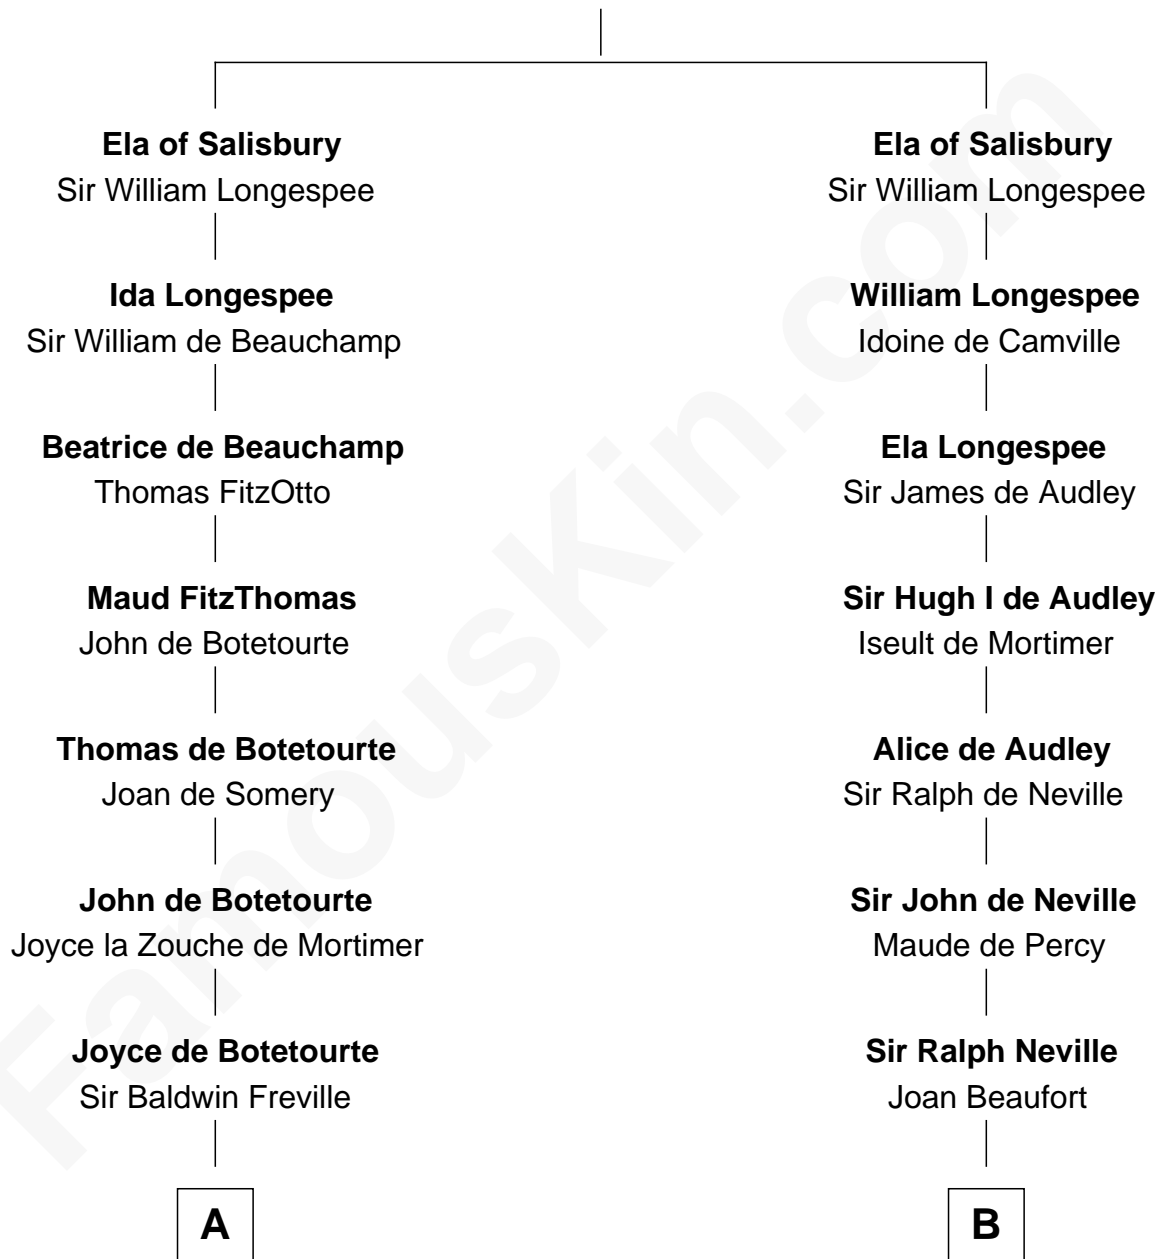 Ela of Salisbury
Sir William Longespee
Ida Longespee
Sir William de Beauchamp
Beatrice de Beauchamp
Thomas FitzOtto
Maud FitzThomas
John de Botetourte
Thomas de Botetourte
Joan de Somery
John de Botetourte
Joyce la Zouche de Mortimer
Joyce de Botetourte
Sir Baldwin Freville
A
Ela of Salisbury
Sir William Longespee
William Longespee
Idoine de Camville
Ela Longespee
Sir James de Audley
Sir Hugh I de Audley
Iseult de Mortimer
Alice de Audley
Sir Ralph de Neville
Sir John de Neville
Maude de Percy
Sir Ralph Neville
Joan Beaufort
B
FamousKin.com